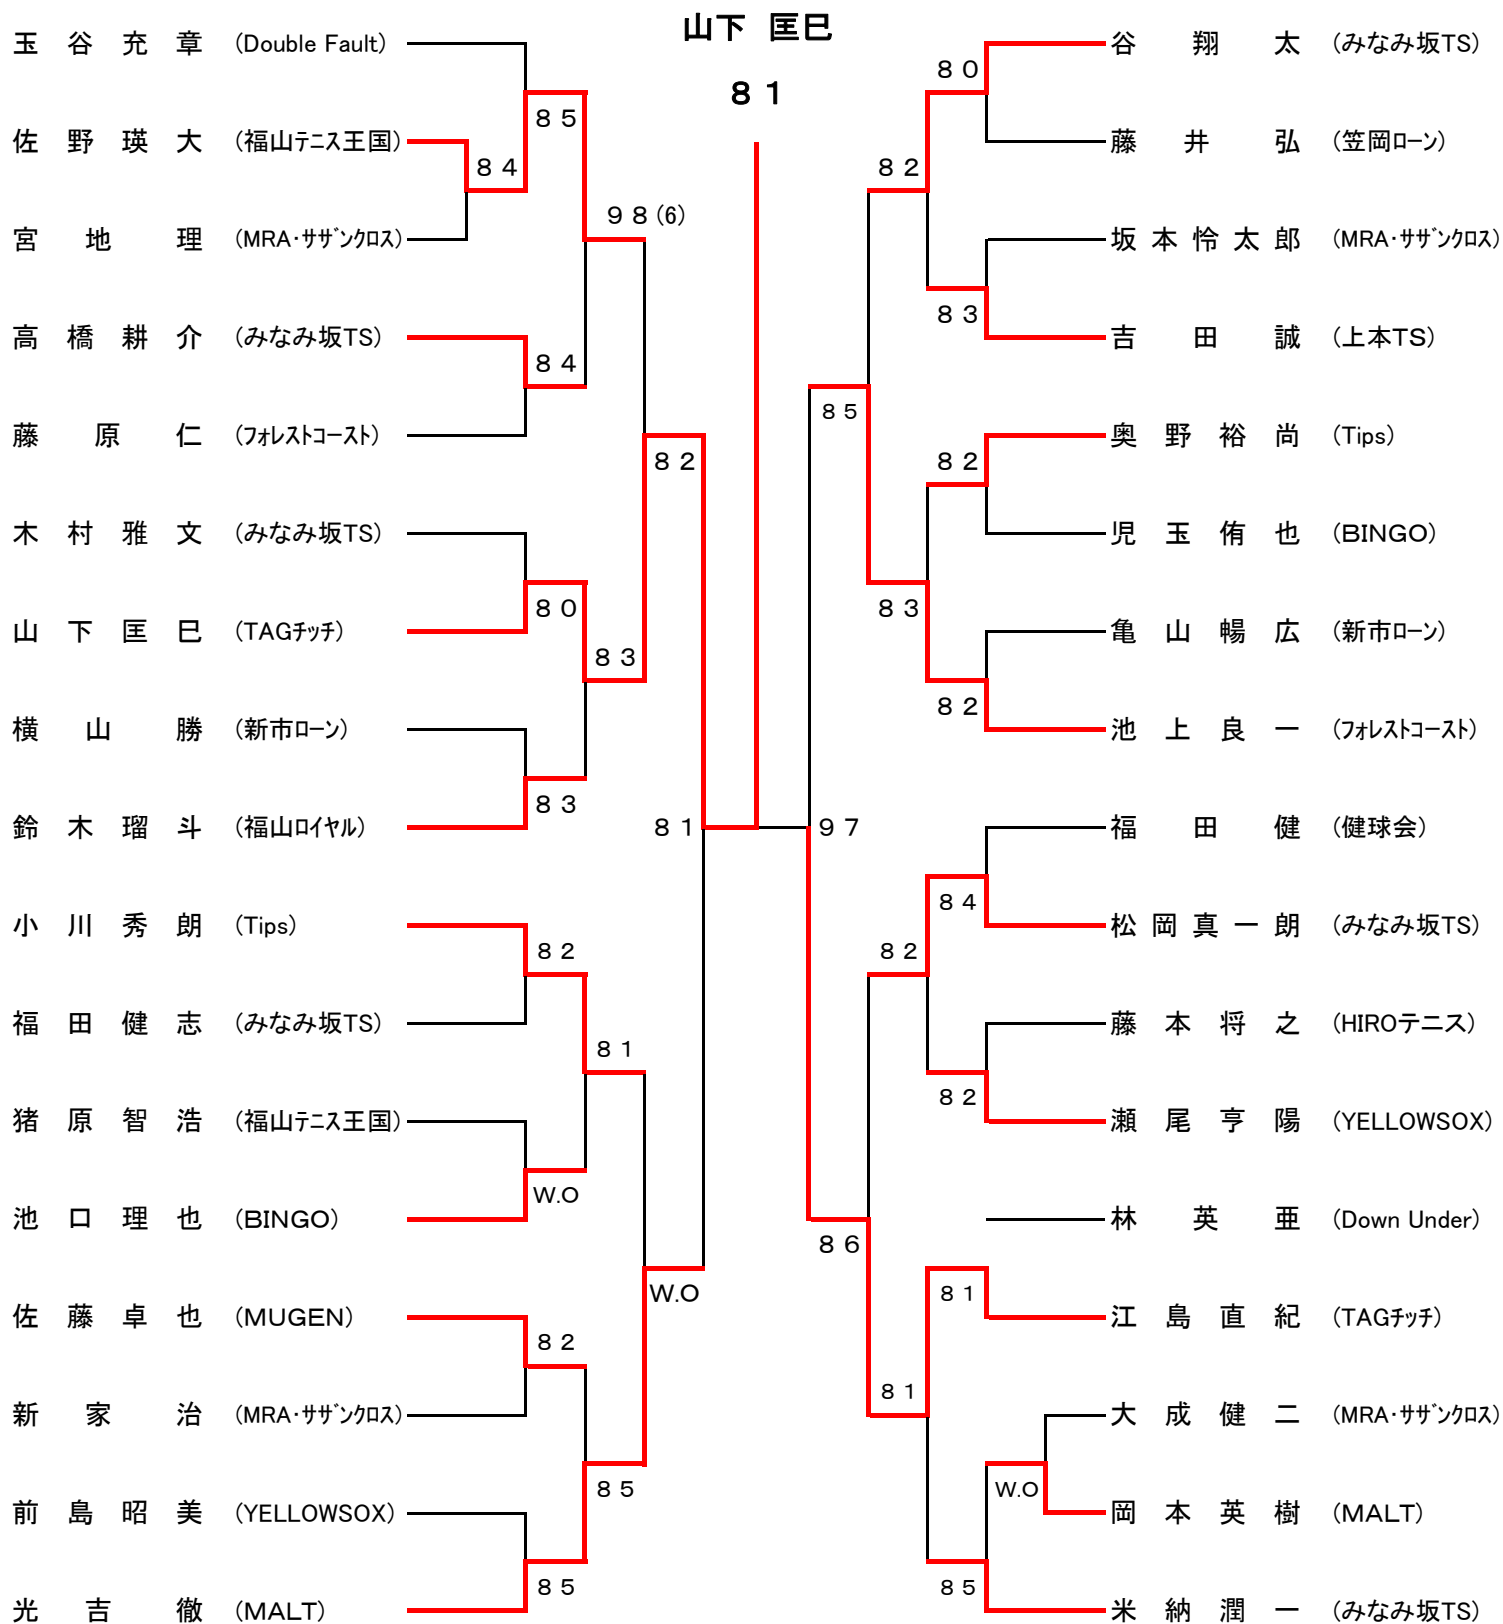 山下 匡巳
８１
玉谷充章 (Double Fault)
８５
佐野瑛大 (福山テニス王国)
８４
９８(6)
宮地理 (MRA・サザンクロス)
高橋耕介 (みなみ坂TS)
８４
藤原仁 (フォレストコースト)
８２
木村雅文 (みなみ坂TS)
８０
山下匡巳 (TAGチッチ)
８３
横山勝 (新市ローン)
８３
鈴木瑠斗 (福山ロイヤル)
８１
小川秀朗 (Tips)
８２
福田健志 (みなみ坂TS)
８１
猪原智浩 (福山テニス王国)
W.O
池口理也 (BINGO)
W.O
佐藤卓也 (MUGEN)
８２
新家治 (MRA・サザンクロス)
８５
前島昭美 (YELLOWSOX)
８５
光吉徹 (MALT)
谷翔太 (みなみ坂TS)
８０
藤井弘 (笠岡ローン)
８２
坂本怜太郎 (MRA・サザンクロス)
８３
吉田誠 (上本TS)
８５
奥野裕尚 (Tips)
８２
児玉侑也 (BINGO)
８３
亀山暢広 (新市ローン)
８２
池上良一 (フォレストコースト)
９７
福田健 (健球会)
８４
松岡真一朗 (みなみ坂TS)
８２
藤本将之 (HIROテニス)
８２
瀬尾亨陽 (YELLOWSOX)
林英亜 (Down Under)
８６
８１
江島直紀 (TAGチッチ)
８１
大成健二 (MRA・サザンクロス)
W.O
岡本英樹 (MALT)
８５
米納潤一 (みなみ坂TS)